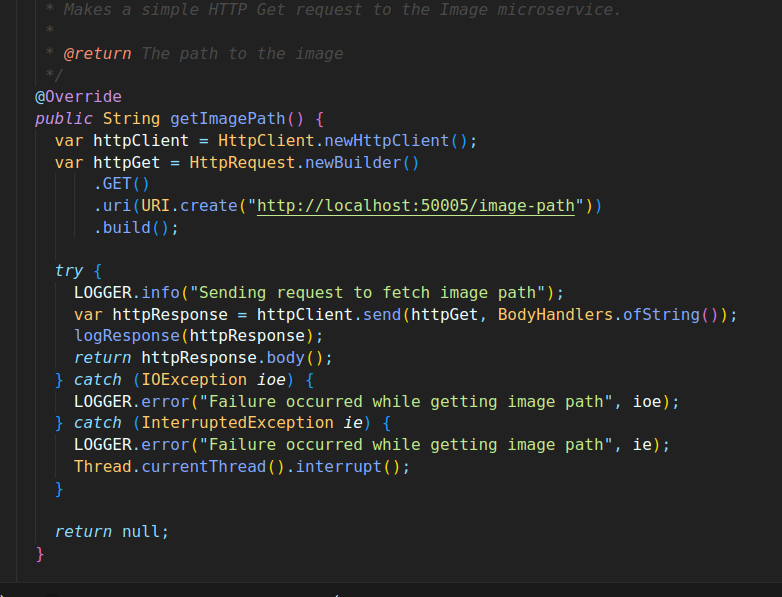 * Makes a simple HTTP Get request to the Image microservice.
*
* @return The path to the image
*/
@Override
public String getImagePath() {
  var httpClient = HttpClient.newHttpClient();
  var httpGet = HttpRequest.newBuilder()
      .GET()
      .uri(URI.create("http://localhost:50005/image-path"))
      .build();

  try {
    LOGGER.info("Sending request to fetch image path");
    var httpResponse = httpClient.send(httpGet, BodyHandlers.ofString());
    logResponse(httpResponse);
    return httpResponse.body();
  } catch (IOException ioe) {
    LOGGER.error("Failure occurred while getting image path", ioe);
  } catch (InterruptedException ie) {
    LOGGER.error("Failure occurred while getting image path", ie);
    Thread.currentThread().interrupt();
  }

  return null;
}